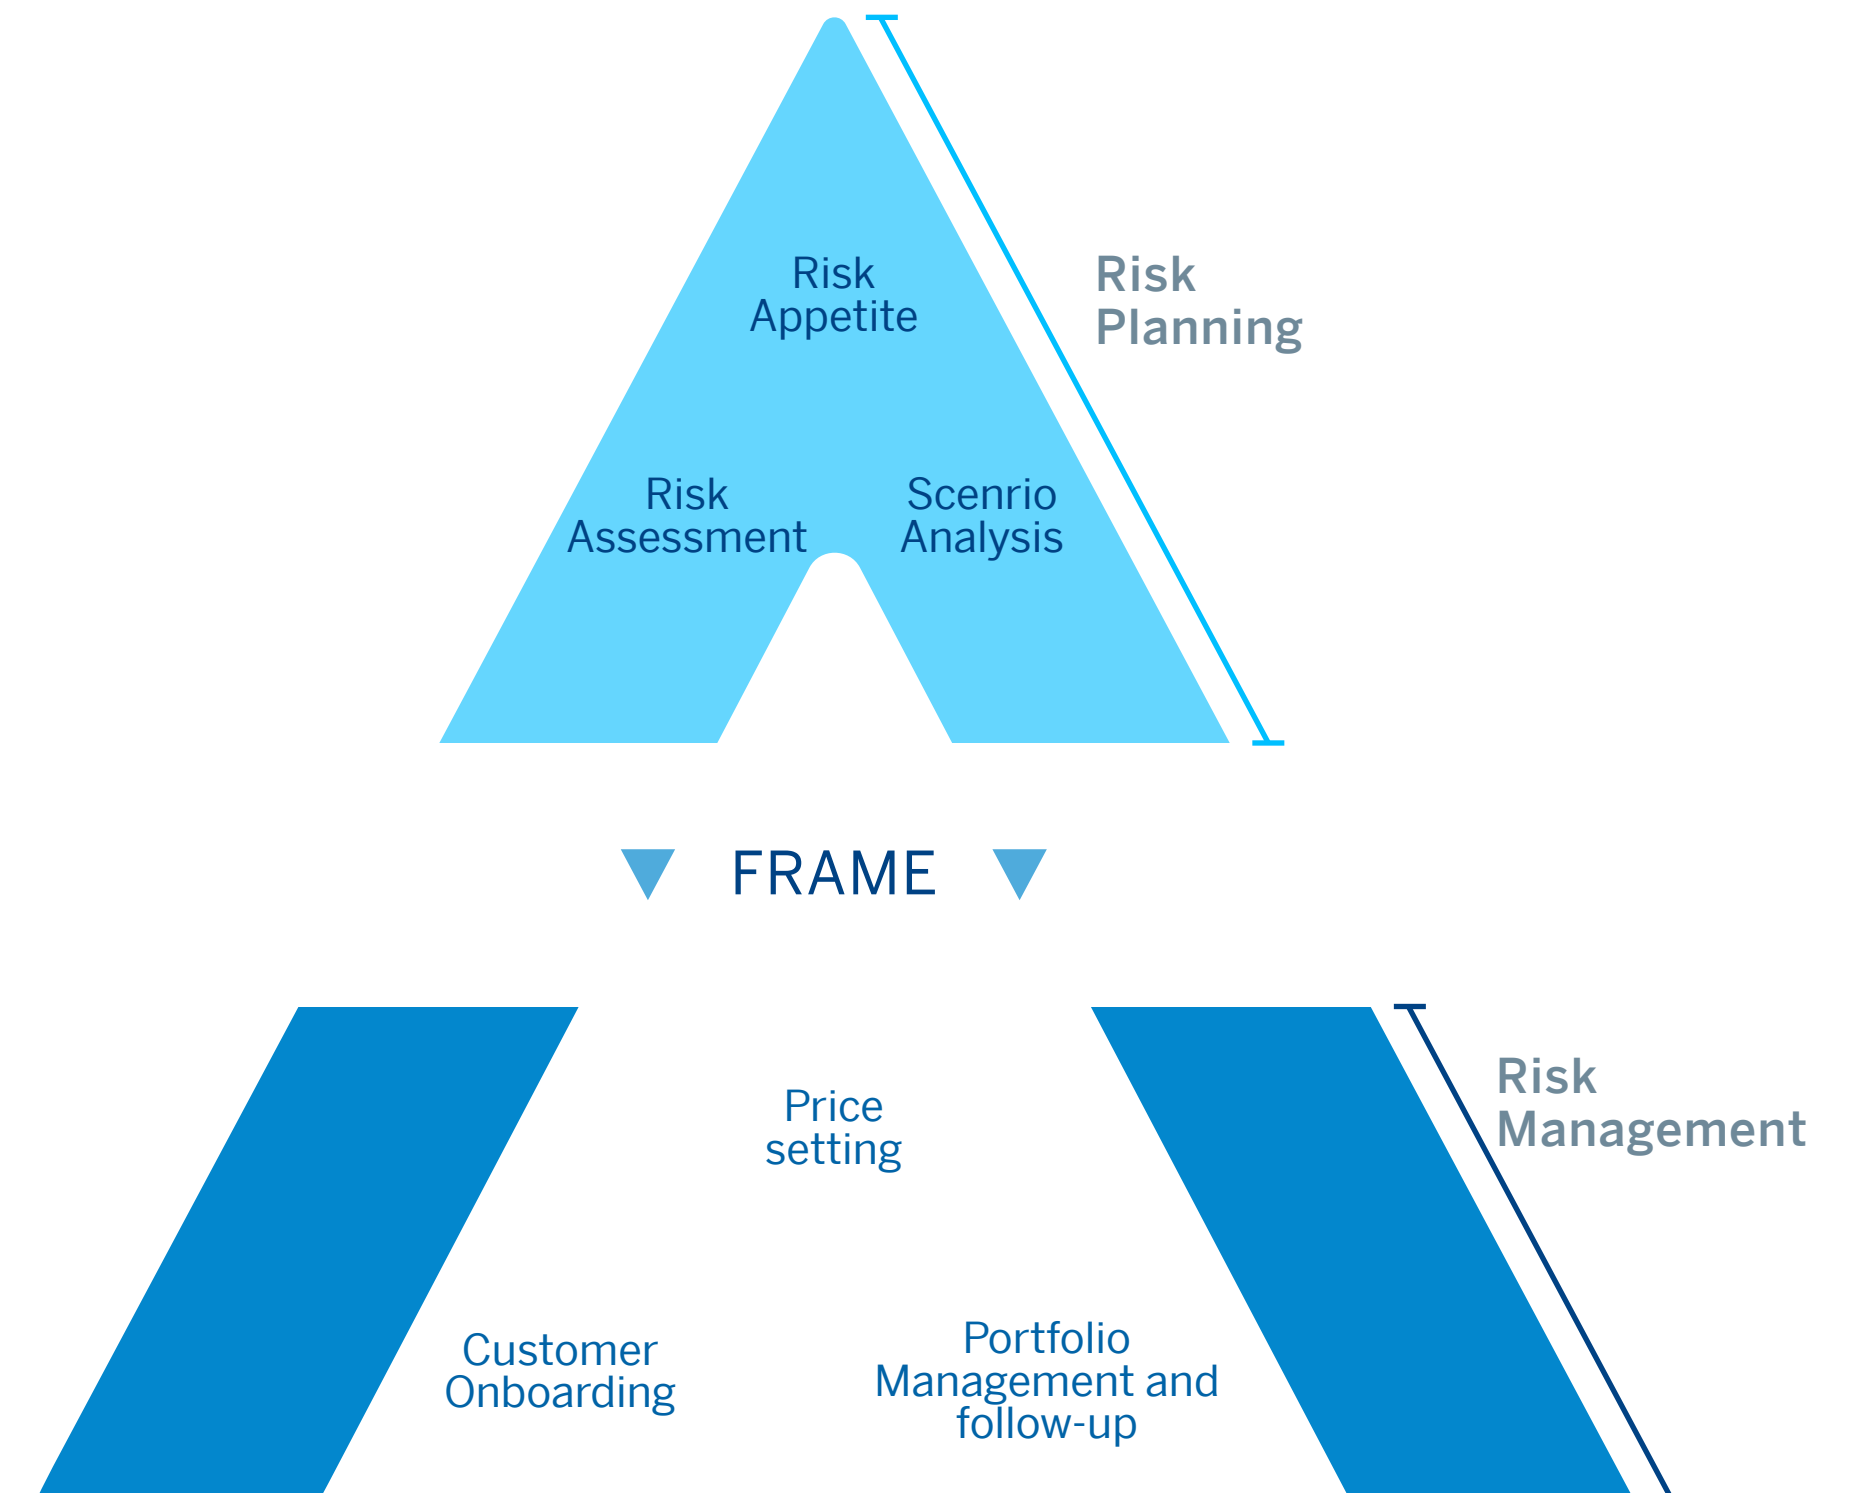 Risk
Appetite
Risk
Planning
Risk
Assessment
Scenrio
Analysis
FRAME
Price
setting
Risk
Management
Customer
Onboarding
Portfolio
Management and
follow-up